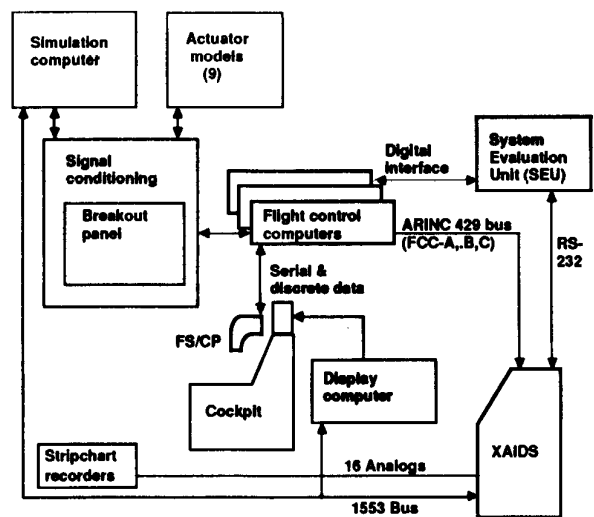 Simulation
computer
Actuator
models
(9)
Signal
conditioning
Breakout
panel
Digital
interface
System
Evaluation
Unit (SEU)
Flight control
computers
ARINC 429 bus
(FCC-A,.B,C)
RS-
232
Serial &
discrete data
FS/CP
Cockpit
Display
computer
XAIDS
Stripchart
recorders
16 Analogs
1553 Bus